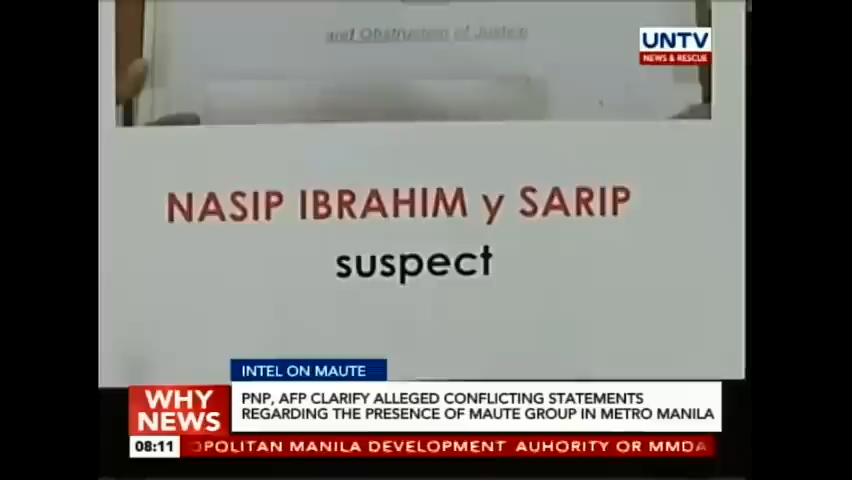 and Obstruction of Justice
UNTV
NEWS & RESCUE
NASIP IBRAHIM y SARIP
suspect
INTEL ON MAUTE
WHY
NEWS
PNP, AFP CLARIFY ALLEGED CONFLICTING STATEMENTS
REGARDING THE PRESENCE OF MAUTE GROUP IN METRO MANILA
08:11
OPOLITAN MANILA DEVELOPMENT AUHORITY OR MMDA